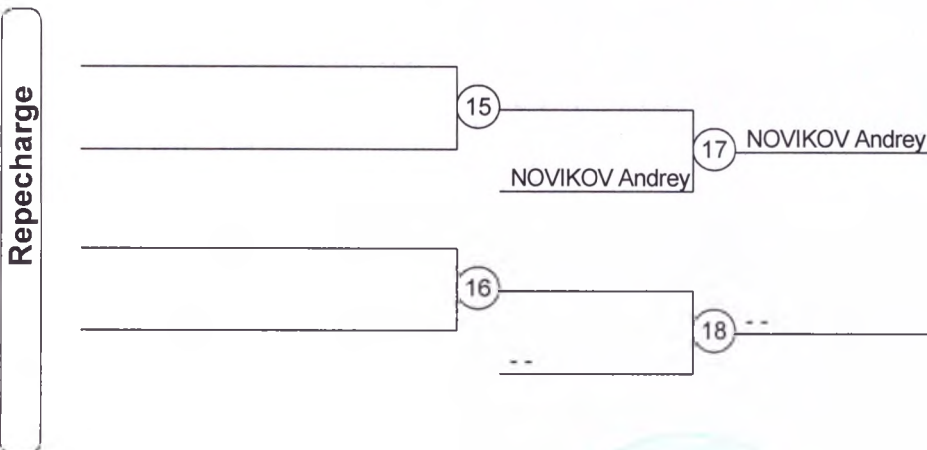 Repecharge
15
17
NOVIKOV Andrey
NOVIKOV Andrey
16
18
- -
- -